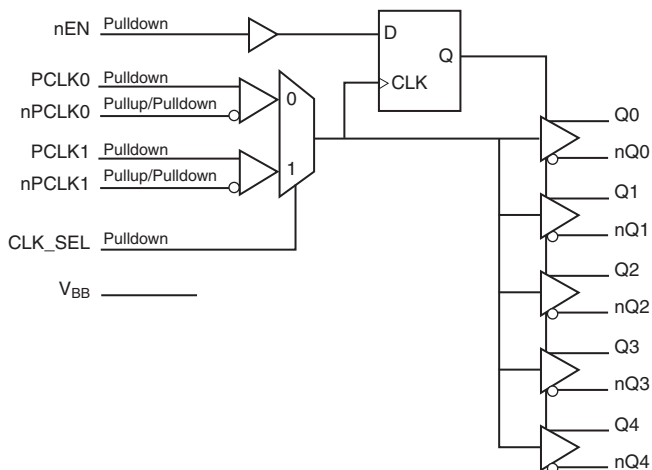 nEN Pulldown
D
Q
CLK
PCLK0 Pulldown
nPCLK0 Pullup/Pulldown
0
PCLK1 Pulldown
nPCLK1 Pullup/Pulldown
1
CLK_SEL Pulldown
VBB
Q0
nQ0
Q1
nQ1
Q2
nQ2
Q3
nQ3
Q4
nQ4